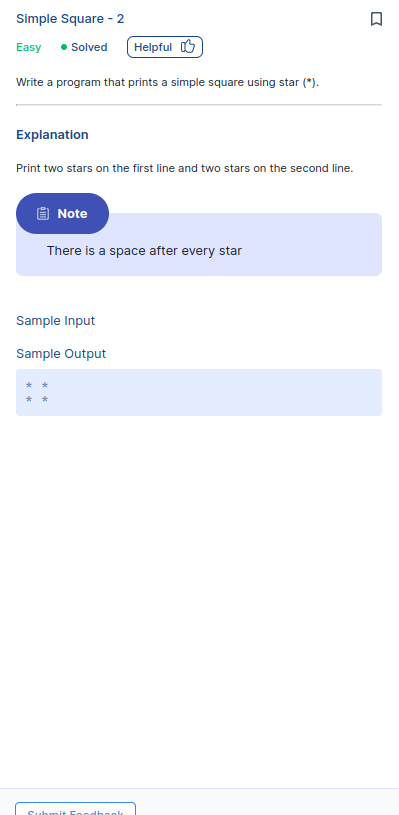 Simple Square - 2
Easy Solved Helpful
Write a program that prints a simple square using star (*).
Explanation
Print two stars on the first line and two stars on the second line.
Note
There is a space after every star
Sample Input
Sample Output
* *
* *
Submit Feedback